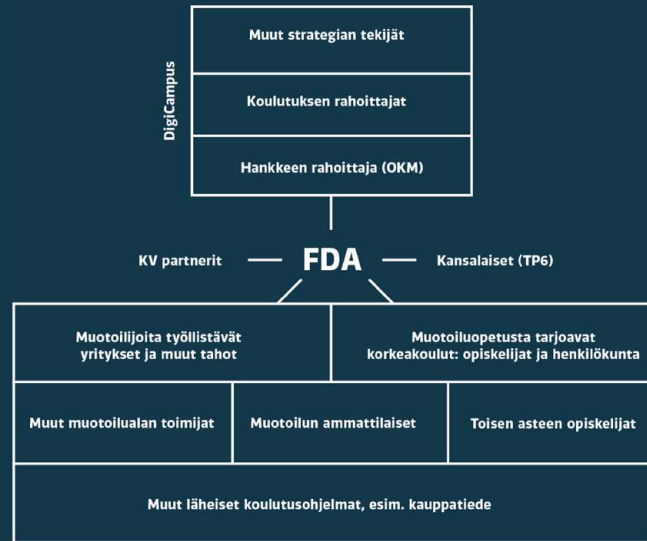 Muut strategian tekijät
DigiCampus
Koulutuksen rahoittajat
Hankkeen rahoittaja (OKM)
KV partnerit
FDA
Kansalaiset (TP6)
Muotoilijoita työllistävät
yritykset ja muut tahot
Muotoiluopetusta tarjoavat
korkeakoulut: opiskelijat ja henkilökunta
Muut muotoilualan toimijat
Muotoilun ammattilaiset
Toisen asteen opiskelijat
Muut läheiset koulutusohjelmat, esim. kauppatiede